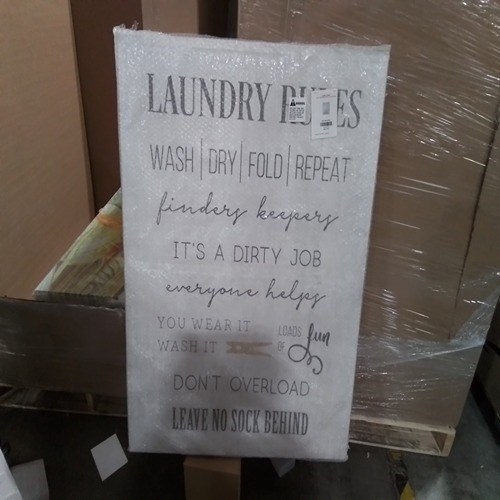 LAUNDRY RULES
WASH | DRY | FOLD | REPEAT
finders keepers
IT'S A DIRTY JOB
everyone helps
YOU WEAR IT
WASH IT
LOADS OF fun
DON'T OVERLOAD
LEAVE NO SOCK BEHIND